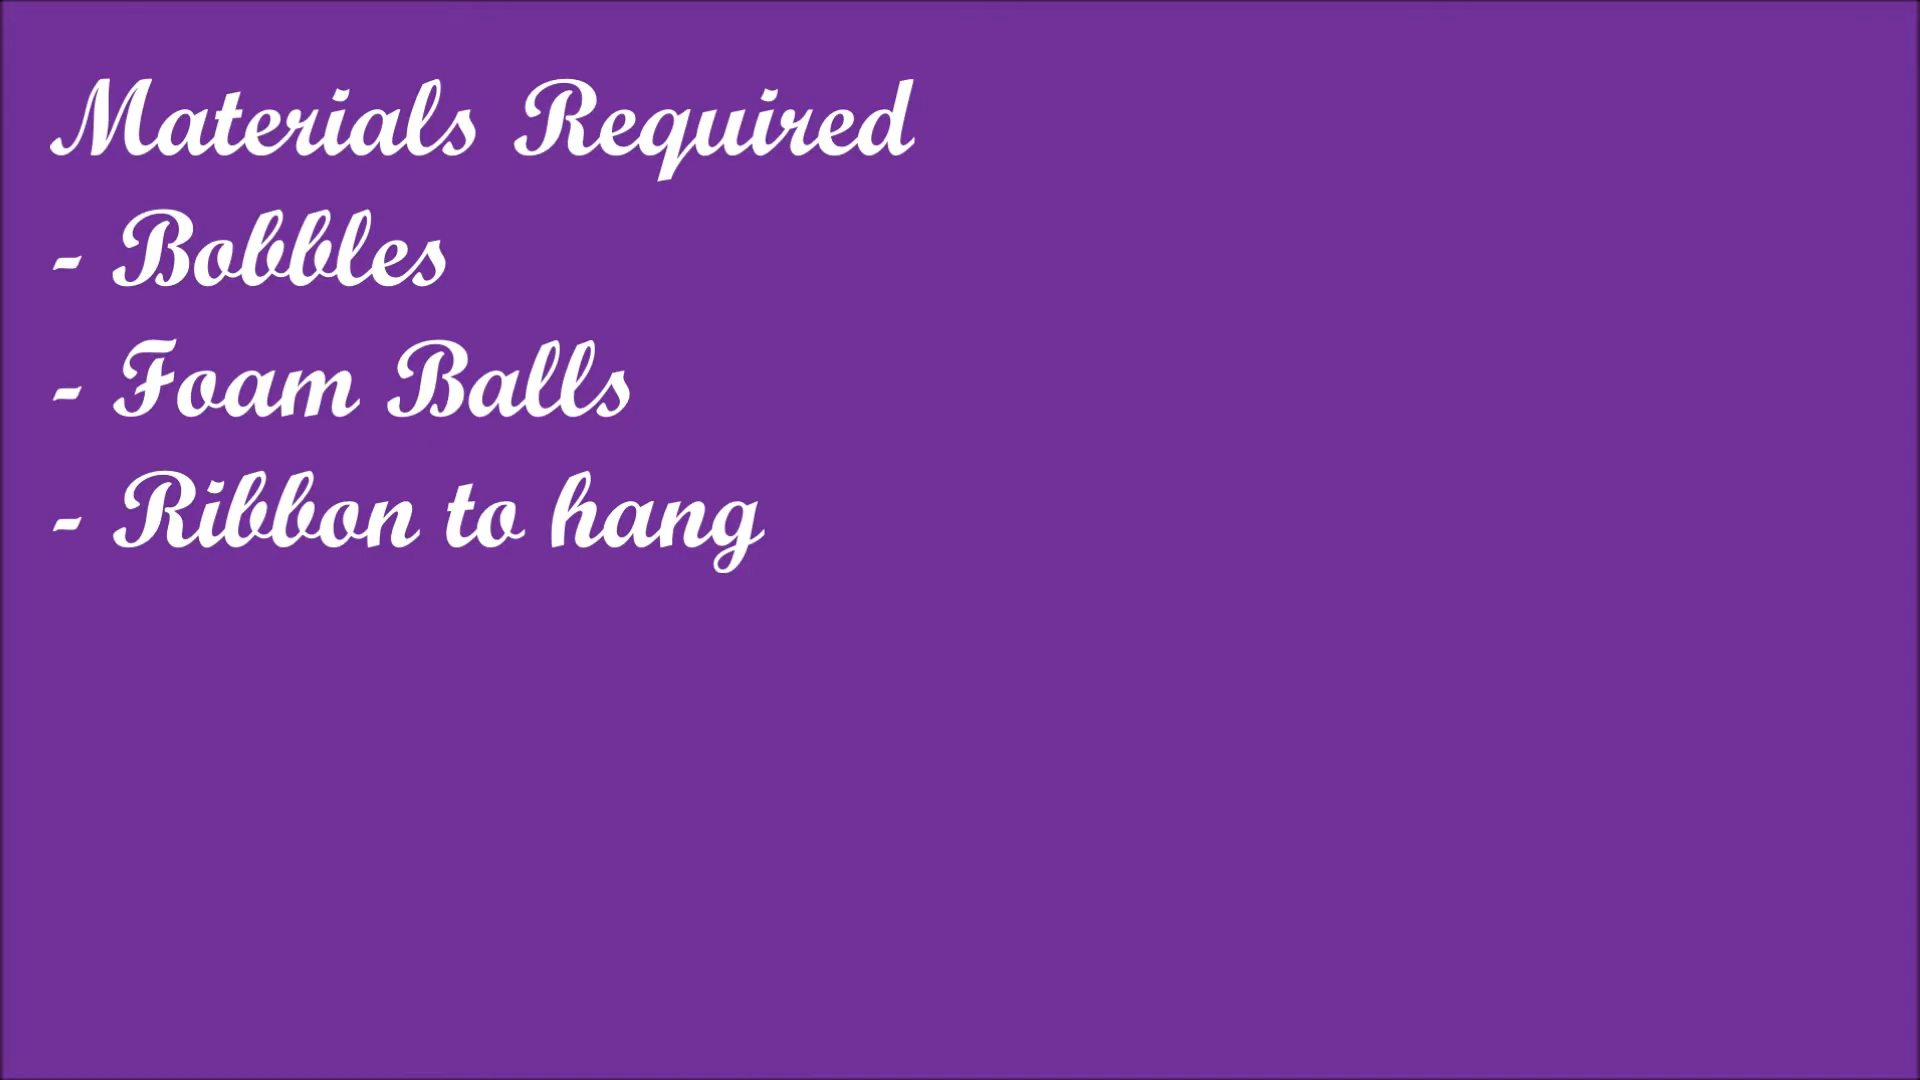 Materials Required
- Bobbles
- Foam Balls
- Ribbon to hang